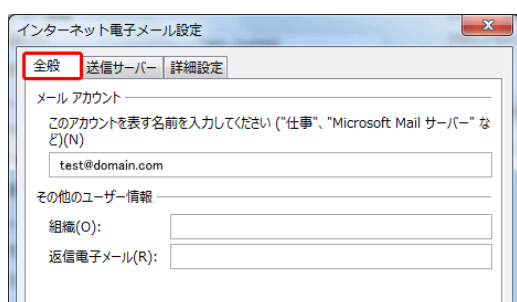 インターネット電子メール設定
全般 送信サーバー 詳細設定
メール アカウント
このアカウントを表す名前を入力してください ("仕事"、"Microsoft Mail サーバー" な
ど)(N)
test@domain.com
その他のユーザー情報
組織(O):
返信電子メール(R):